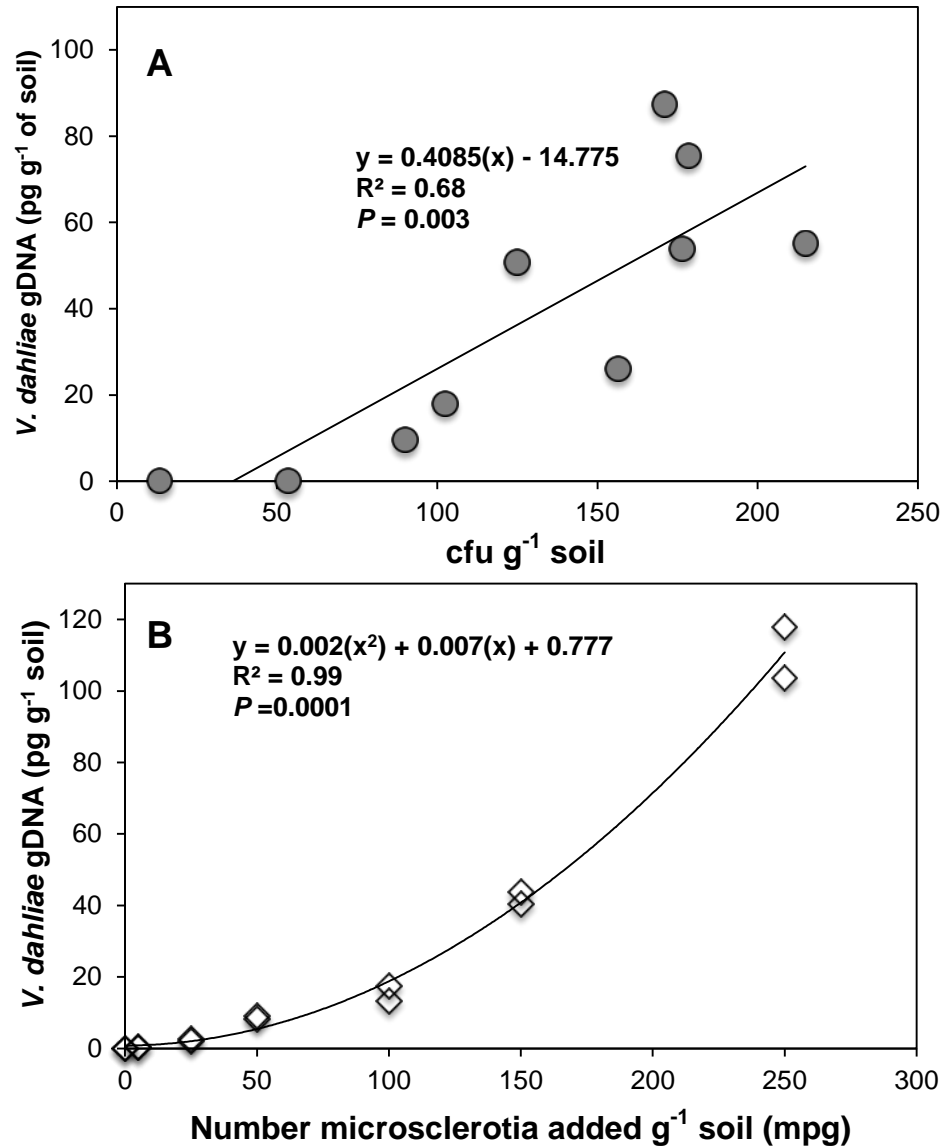 A
V. dahliae gDNA (pg g⁻¹ of soil)
100
80
60
40
20
0
y = 0.4085(x) - 14.775
R² = 0.68
P = 0.003
0 50 100 150 200 250
cfu g⁻¹ soil
B
V. dahliae gDNA (pg g⁻¹ soil)
120
100
80
60
40
20
0
y = 0.002(x²) + 0.007(x) + 0.777
R² = 0.99
P =0.0001
0 50 100 150 200 250 300
Number microsclerotia added g⁻¹ soil (mpg)